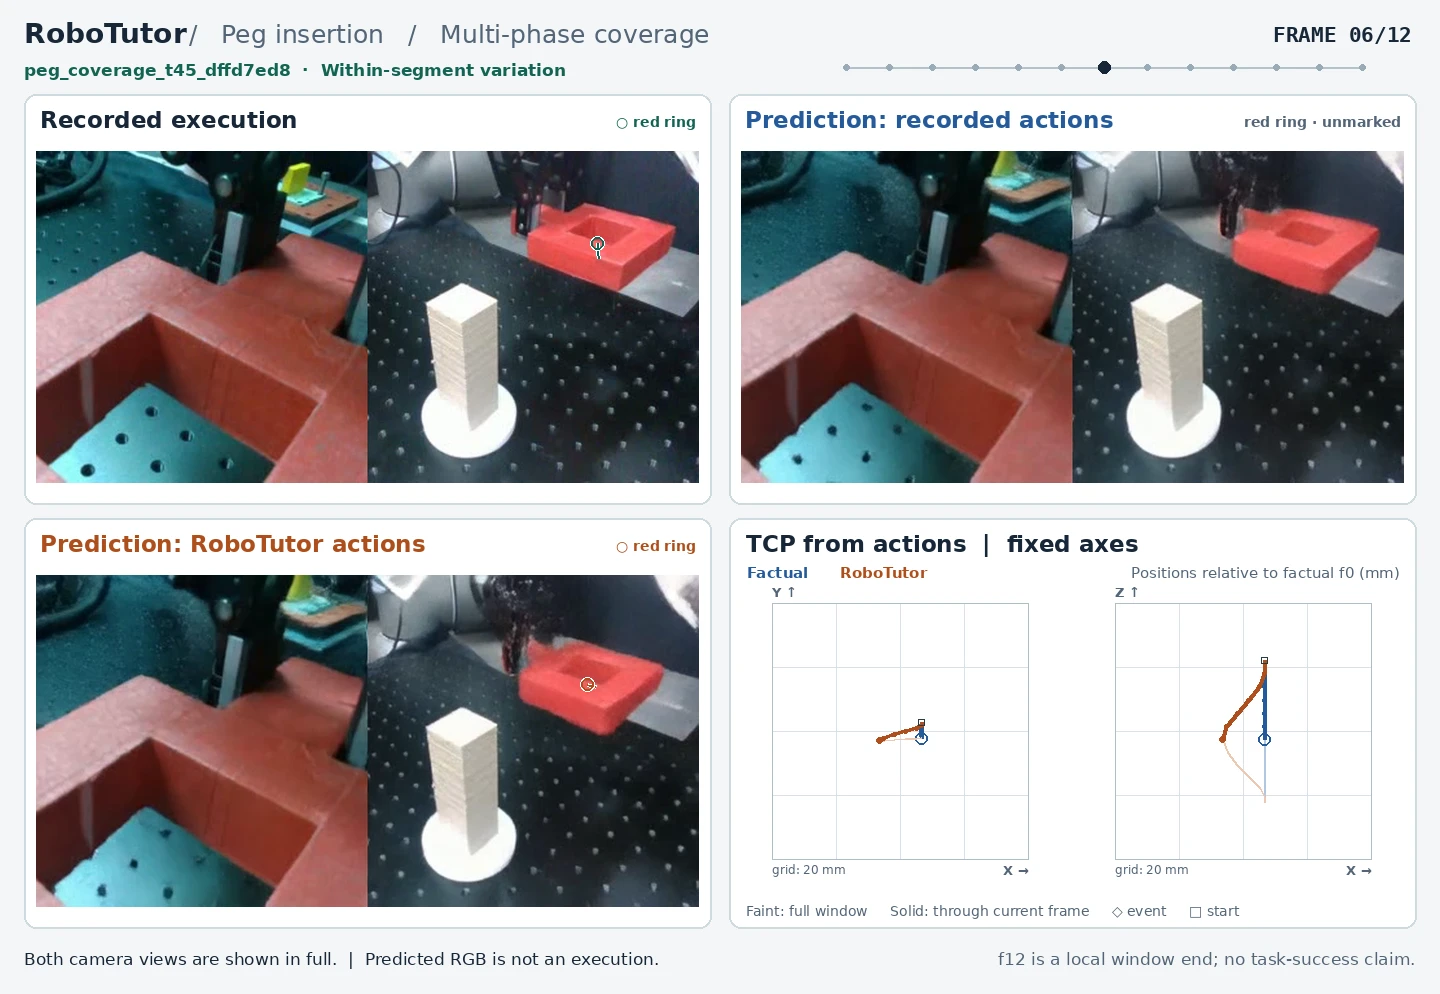 RoboTutor / Peg insertion / Multi-phase coverage
FRAME 06/12
peg_coverage_t45_dffd7ed8 · Within-segment variation
Recorded execution
○ red ring
Prediction: recorded actions
red ring · unmarked
Prediction: RoboTutor actions
○ red ring
TCP from actions | fixed axes
Factual RoboTutor
Positions relative to factual f0 (mm)
Y ↑
Z ↑
grid: 20 mm
X →
grid: 20 mm
X →
Faint: full window Solid: through current frame ◇ event □ start
Both camera views are shown in full. | Predicted RGB is not an execution.
f12 is a local window end; no task-success claim.